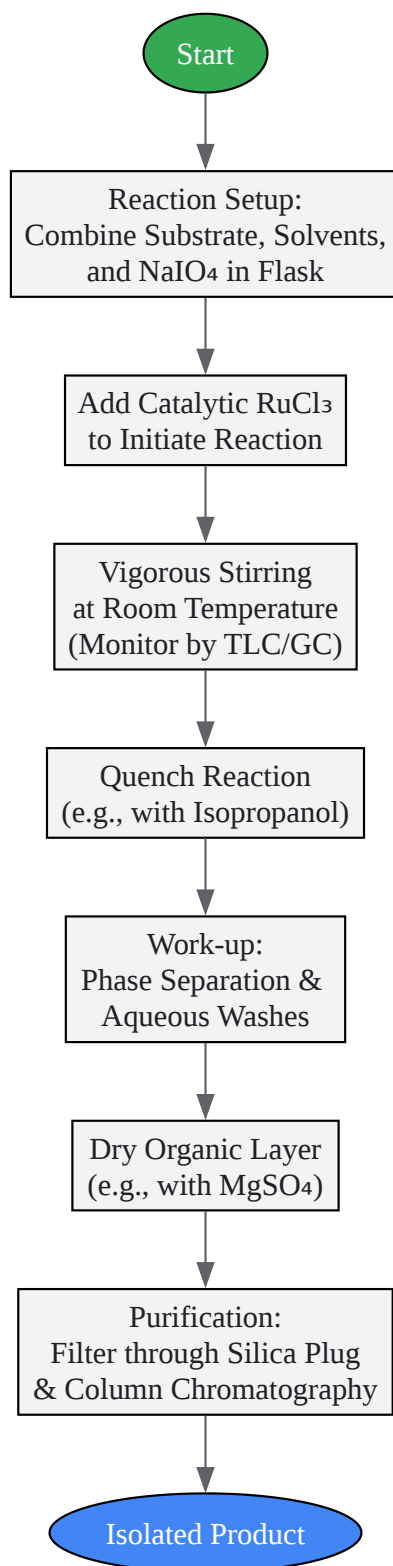 Start
Reaction Setup:
Combine Substrate, Solvents,
and NaIO₄ in Flask
Add Catalytic RuCl₃
to Initiate Reaction
Vigorous Stirring
at Room Temperature
(Monitor by TLC/GC)
Quench Reaction
(e.g., with Isopropanol)
Work-up:
Phase Separation &
Aqueous Washes
Dry Organic Layer
(e.g., with MgSO₄)
Purification:
Filter through Silica Plug
& Column Chromatography
Isolated Product